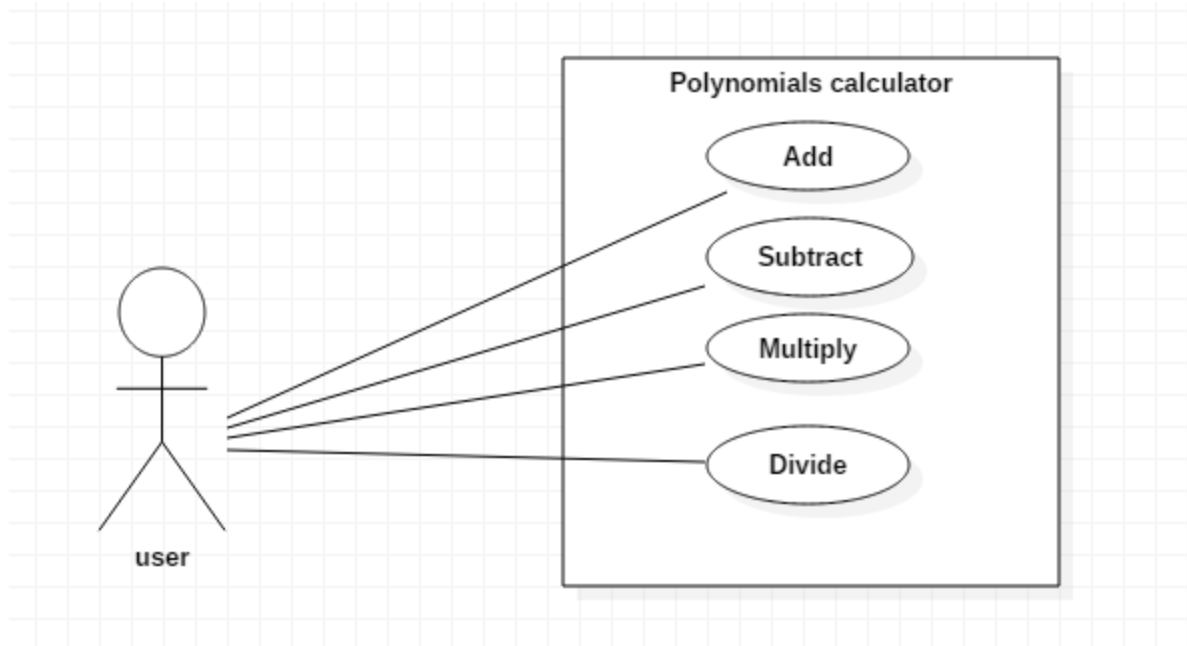 Polynomials calculator
Add
Subtract
Multiply
Divide
user